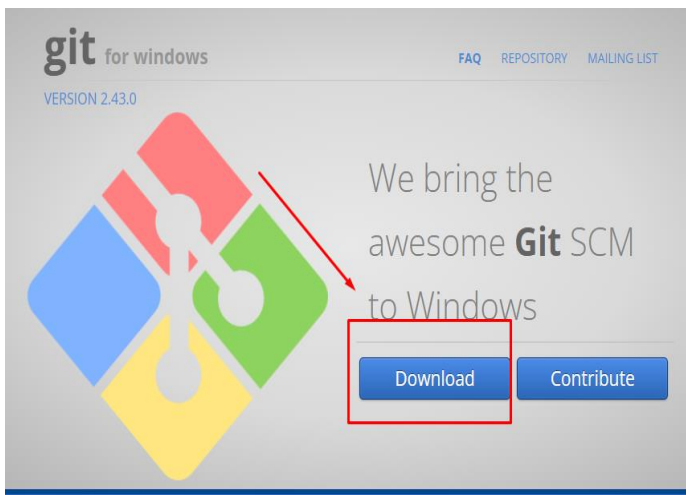 git for windows
FAQ REPOSITORY MAILING LIST
VERSION 2.43.0
We bring the
awesome Git SCM
to Windows
Download Contribute